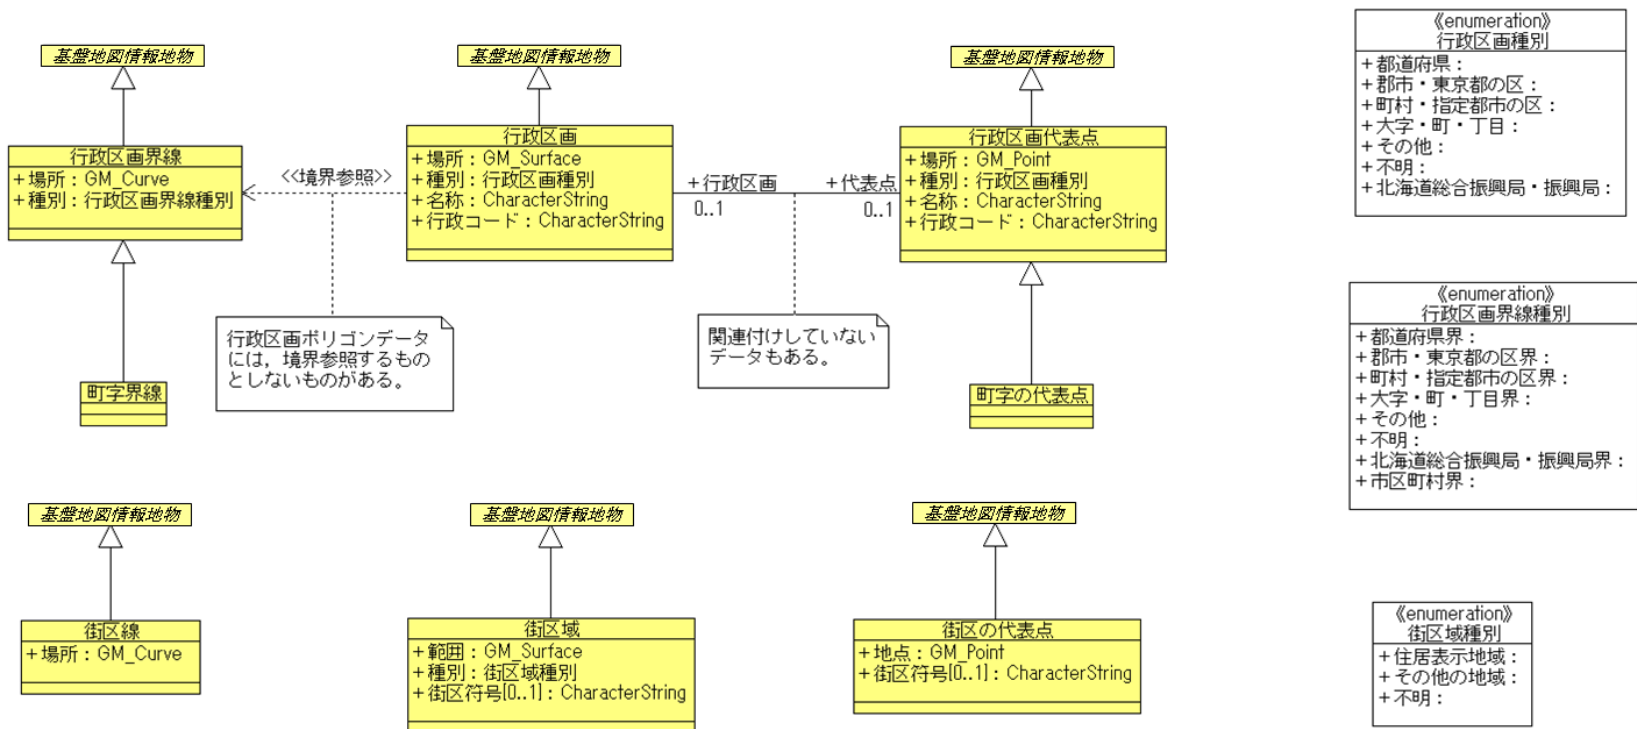 基盤地図情報地物
行政区画界線
+場所：GM_Curve
+種別：行政区画界線種別
町字界線
<<境界参照>>
行政区画ポリゴンデータ
には，境界参照するもの
としないものがある。
基盤地図情報地物
行政区画
+場所：GM_Surface
+種別：行政区画種別
+名称：CharacterString
+行政コード：CharacterString
+行政区画
0..1
+代表点
0..1
関連付けしていない
データもある。
基盤地図情報地物
行政区画代表点
+場所：GM_Point
+種別：行政区画種別
+名称：CharacterString
+行政コード：CharacterString
町字の代表点
《enumeration》
行政区画種別
+都道府県：
+郡市・東京都の区：
+町村・指定都市の区：
+大字・町・丁目：
+その他：
+不明：
+北海道総合振興局・振興局：
《enumeration》
行政区画界線種別
+都道府県界：
+郡市・東京都の区界：
+町村・指定都市の区界：
+大字・町・丁目界：
+その他：
+不明：
+北海道総合振興局・振興局界：
+市区町村界：
基盤地図情報地物
街区線
+場所：GM_Curve
基盤地図情報地物
街区域
+範囲：GM_Surface
+種別：街区域種別
+街区符号[0..1]：CharacterString
基盤地図情報地物
街区の代表点
+地点：GM_Point
+街区符号[0..1]：CharacterString
《enumeration》
街区域種別
+住居表示地域：
+その他の地域：
+不明：